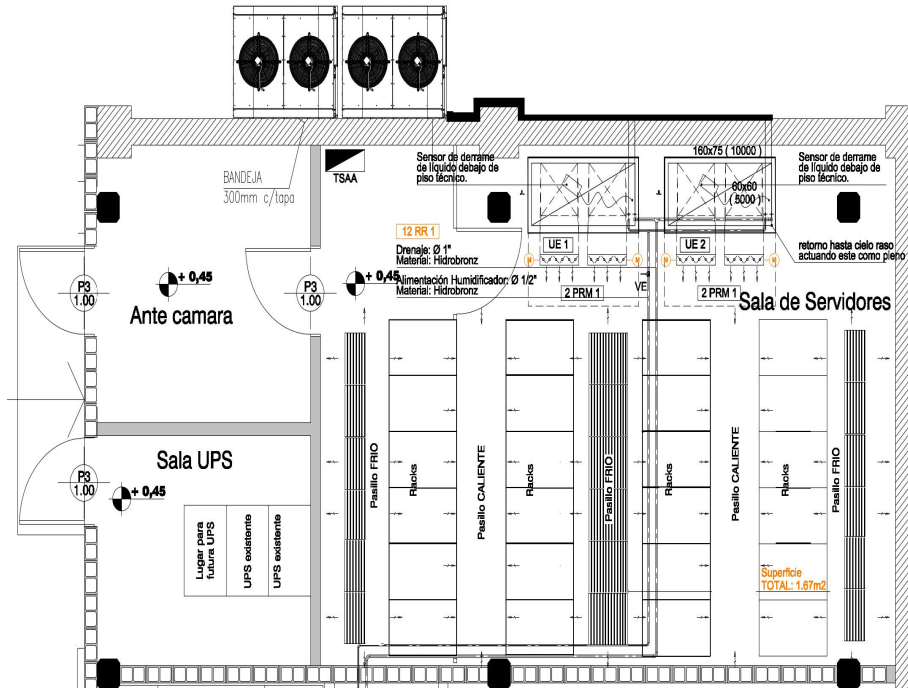 BANDEJA
300mm c/tapa
TSAA
Sensor de derrame
de líquido debajo de
piso técnico.
160x75 ( 10000 )
60x60
( 5000 )
Sensor de derrame
de líquido debajo de
piso técnico.
12 RR 1
Drenaje: Ø 1"
Material: Hidrobronz
Alimentación Humidificador: Ø 1/2"
Material: Hidrobronz
UE 1
UE 2
retorno hasta cielo raso
actuando este como pleno
M
M
M
M
VE
2 PRM 1
2 PRM 1
P3
1.00
+ 0,45
Ante camara
P3
1.00
+ 0,45
Sala de Servidores
Sala UPS
P3
1.00
+ 0,45
Lugar para
futura UPS
UPS existente
UPS existente
Pasillo FRIO
Racks
Pasillo CALIENTE
Racks
Pasillo FRIO
Racks
Pasillo CALIENTE
Racks
Pasillo FRIO
Superficie
TOTAL: 1.67m2